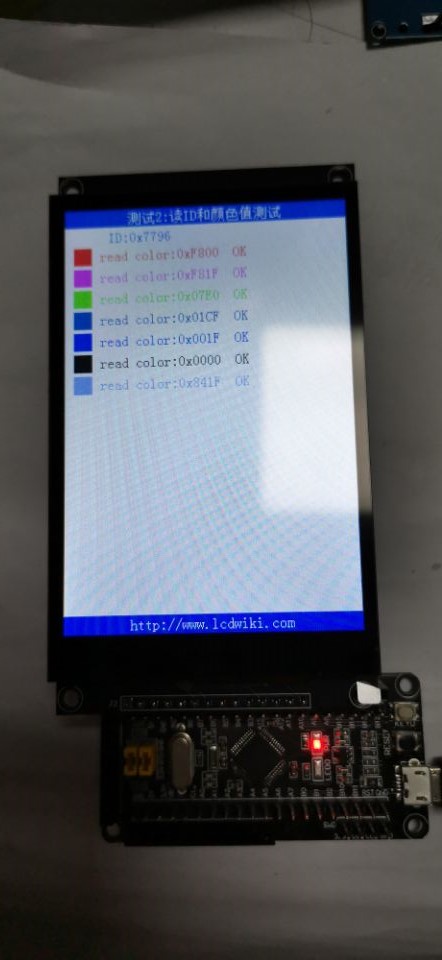 测试2:读ID和颜色值测试
ID:0x7796
read color:0xF800 OK
read color:0xF81F OK
read color:0x07E0 OK
read color:0x01CF OK
read color:0x001F OK
read color:0x0000 OK
read color:0x841F OK
http://www.lcdwiki.com